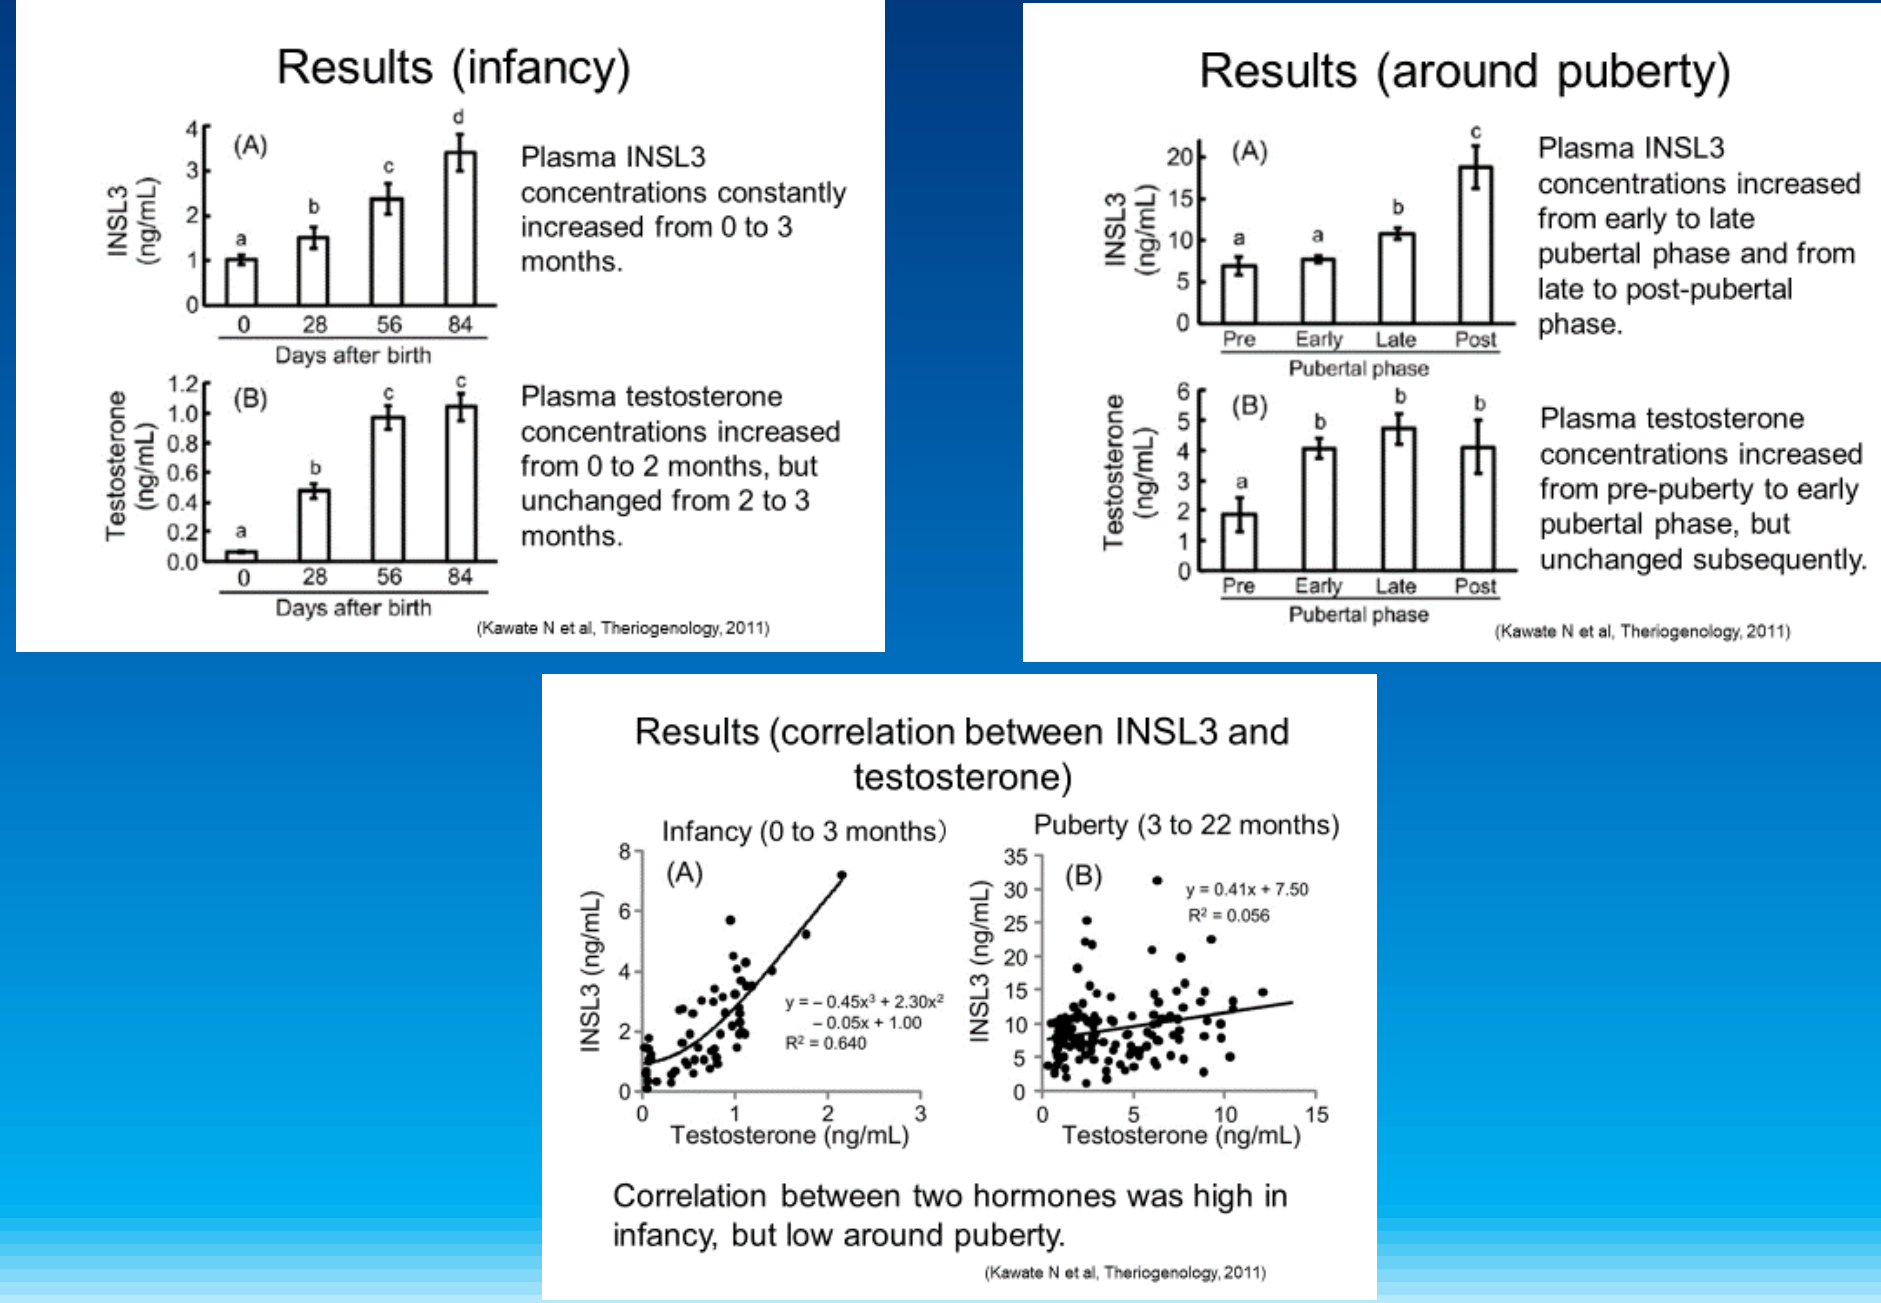 Results (infancy)
(A)
INSL3
(ng/mL)
4
3
2
1
0
a
b
c
d
0 28 56 84
Days after birth
Plasma INSL3
concentrations constantly
increased from 0 to 3
months.
(B)
Testosterone
(ng/mL)
1.2
1.0
0.8
0.6
0.4
0.2
0.0
a
b
c
c
0 28 56 84
Days after birth
Plasma testosterone
concentrations increased
from 0 to 2 months, but
unchanged from 2 to 3
months.
(Kawate N et al, Theriogenology, 2011)
Results (around puberty)
(A)
INSL3
(ng/mL)
20
15
10
5
0
a
a
b
c
Pre Early Late Post
Pubertal phase
Plasma INSL3
concentrations increased
from early to late
pubertal phase and from
late to post-pubertal
phase.
(B)
Testosterone
(ng/mL)
6
5
4
3
2
1
0
a
b
b
b
Pre Early Late Post
Pubertal phase
Plasma testosterone
concentrations increased
from pre-puberty to early
pubertal phase, but
unchanged subsequently.
(Kawate N et al, Theriogenology, 2011)
Results (correlation between INSL3 and
testosterone)
Infancy (0 to 3 months)
(A)
INSL3 (ng/mL)
8
6
4
2
0
y = – 0.45x³ + 2.30x²
– 0.05x + 1.00
R² = 0.640
0 1 2 3
Testosterone (ng/mL)
Puberty (3 to 22 months)
(B)
INSL3 (ng/mL)
35
30
25
20
15
10
5
0
y = 0.41x + 7.50
R² = 0.056
0 5 10 15
Testosterone (ng/mL)
Correlation between two hormones was high in
infancy, but low around puberty.
(Kawate N et al, Theriogenology, 2011)